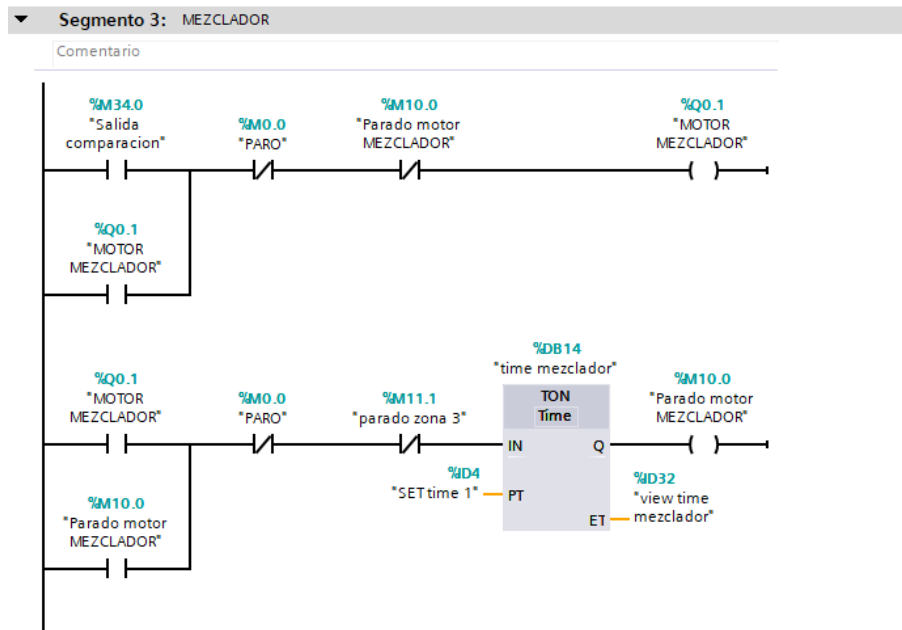 Segmento 3: MEZCLADOR
Comentario
%M34.0
"Salida
comparacion"
%M0.0
"PARO"
%M10.0
"Parado motor
MEZCLADOR"
%Q0.1
"MOTOR
MEZCLADOR"
%Q0.1
"MOTOR
MEZCLADOR"
%DB14
"time mezclador"
%Q0.1
"MOTOR
MEZCLADOR"
%M0.0
"PARO"
%M11.1
"parado zona 3"
TON
Time
IN
Q
%M10.0
"Parado motor
MEZCLADOR"
%ID4
"SET time 1"
PT
ET
%ID32
"view time
mezclador"
%M10.0
"Parado motor
MEZCLADOR"